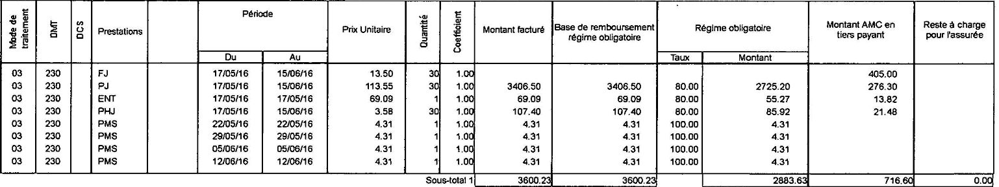 Mode de traitement DMT DCS Prestations Période Prix Unitaire Quantité Coefficient Montant facturé Base de remboursement régime obligatoire Régime obligatoire Montant AMC en tiers payant Reste à charge pour l'assurée
Du Au Taux Montant
03 230 FJ 17/05/16 15/06/16 13.50 30 1.00 405.00
03 230 PJ 17/05/16 15/06/16 113.55 30 1.00 3406.50 3406.50 80.00 2725.20 276.30
03 230 ENT 17/05/16 17/05/16 69.09 1 1.00 69.09 69.09 80.00 55.27 13.82
03 230 PHJ 17/05/16 15/06/16 3.58 30 1.00 107.40 107.40 80.00 85.92 21.48
03 230 PMS 22/05/16 22/05/16 4.31 1 1.00 4.31 4.31 100.00 4.31
03 230 PMS 29/05/16 29/05/16 4.31 1 1.00 4.31 4.31 100.00 4.31
03 230 PMS 05/06/16 05/06/16 4.31 1 1.00 4.31 4.31 100.00 4.31
03 230 PMS 12/06/16 12/06/16 4.31 1 1.00 4.31 4.31 100.00 4.31
Sous-total 1 3600.23 3600.23 2883.63 716.60 0.00